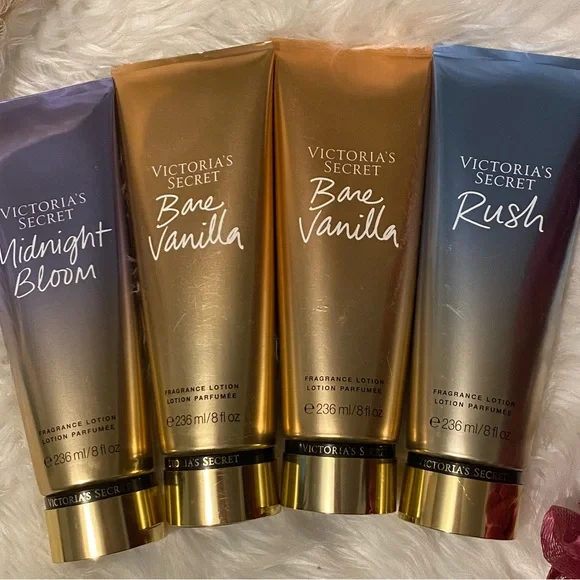 VICTORIA'S
SECRET
Midnight
Bloom
FRAGRANCE LOTION
LOTION PARFUMÉE
e 236 ml/8 fl oz
VICTORIA'S SECRET
VICTORIA'S
SECRET
Bare
Vanilla
FRAGRANCE LOTION
LOTION PARFUMÉE
e 236 ml/8 fl oz
VICTORIA'S SECRET
VICTORIA'S
SECRET
Bare
Vanilla
FRAGRANCE LOTION
LOTION PARFUMÉE
e 236 ml/8 fl oz
VICTORIA'S SECRET
VICTORIA'S
SECRET
Rush
FRAGRANCE LOTION
LOTION PARFUMÉE
e 236 ml/8 fl oz
VICTORIA'S SECRET